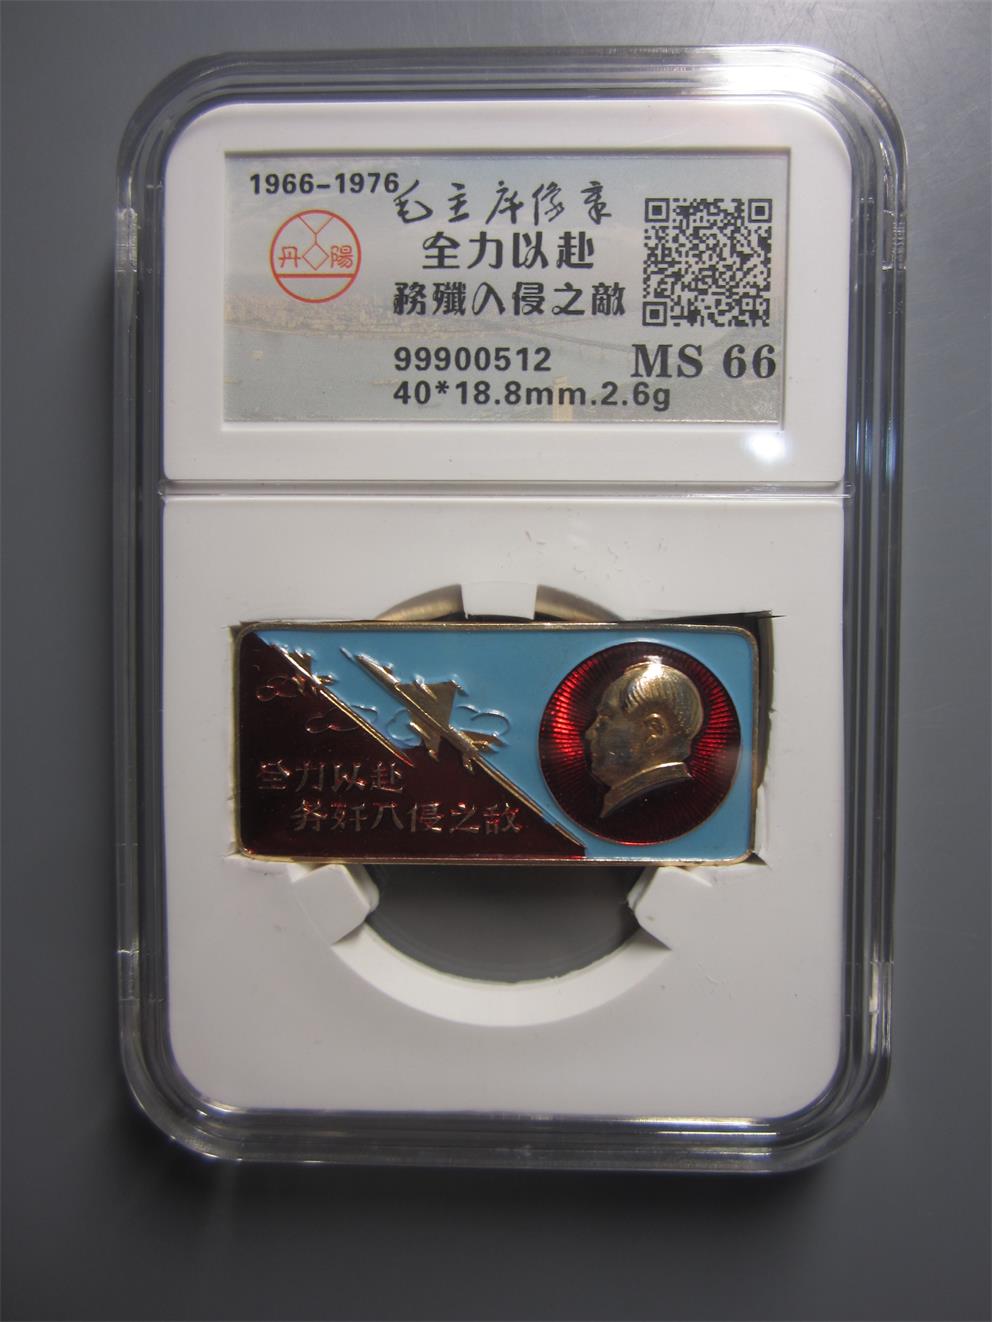 1966-1976
毛主席像章
丹陽
全力以赴
務殲入侵之敵
99900512
MS 66
40*18.8mm.2.6g
全力以赴
务歼入侵之敌